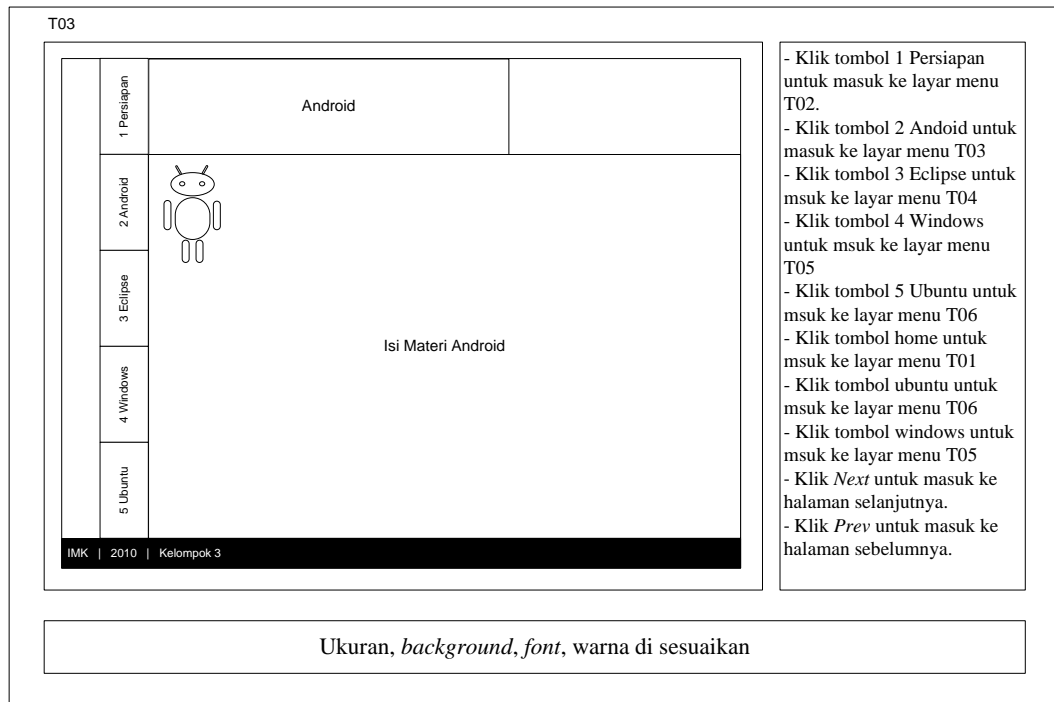 T03
1 Persiapan
Android
2 Android
3 Eclipse
4 Windows
5 Ubuntu
Isi Materi Android
IMK | 2010 | Kelompok 3
- Klik tombol 1 Persiapan
untuk masuk ke layar menu
T02.
- Klik tombol 2 Andoid untuk
masuk ke layar menu T03
- Klik tombol 3 Eclipse untuk
msuk ke layar menu T04
- Klik tombol 4 Windows
untuk msuk ke layar menu
T05
- Klik tombol 5 Ubuntu untuk
msuk ke layar menu T06
- Klik tombol home untuk
msuk ke layar menu T01
- Klik tombol ubuntu untuk
msuk ke layar menu T06
- Klik tombol windows untuk
msuk ke layar menu T05
- Klik Next untuk masuk ke
halaman selanjutnya.
- Klik Prev untuk masuk ke
halaman sebelumnya.
Ukuran, background, font, warna di sesuaikan